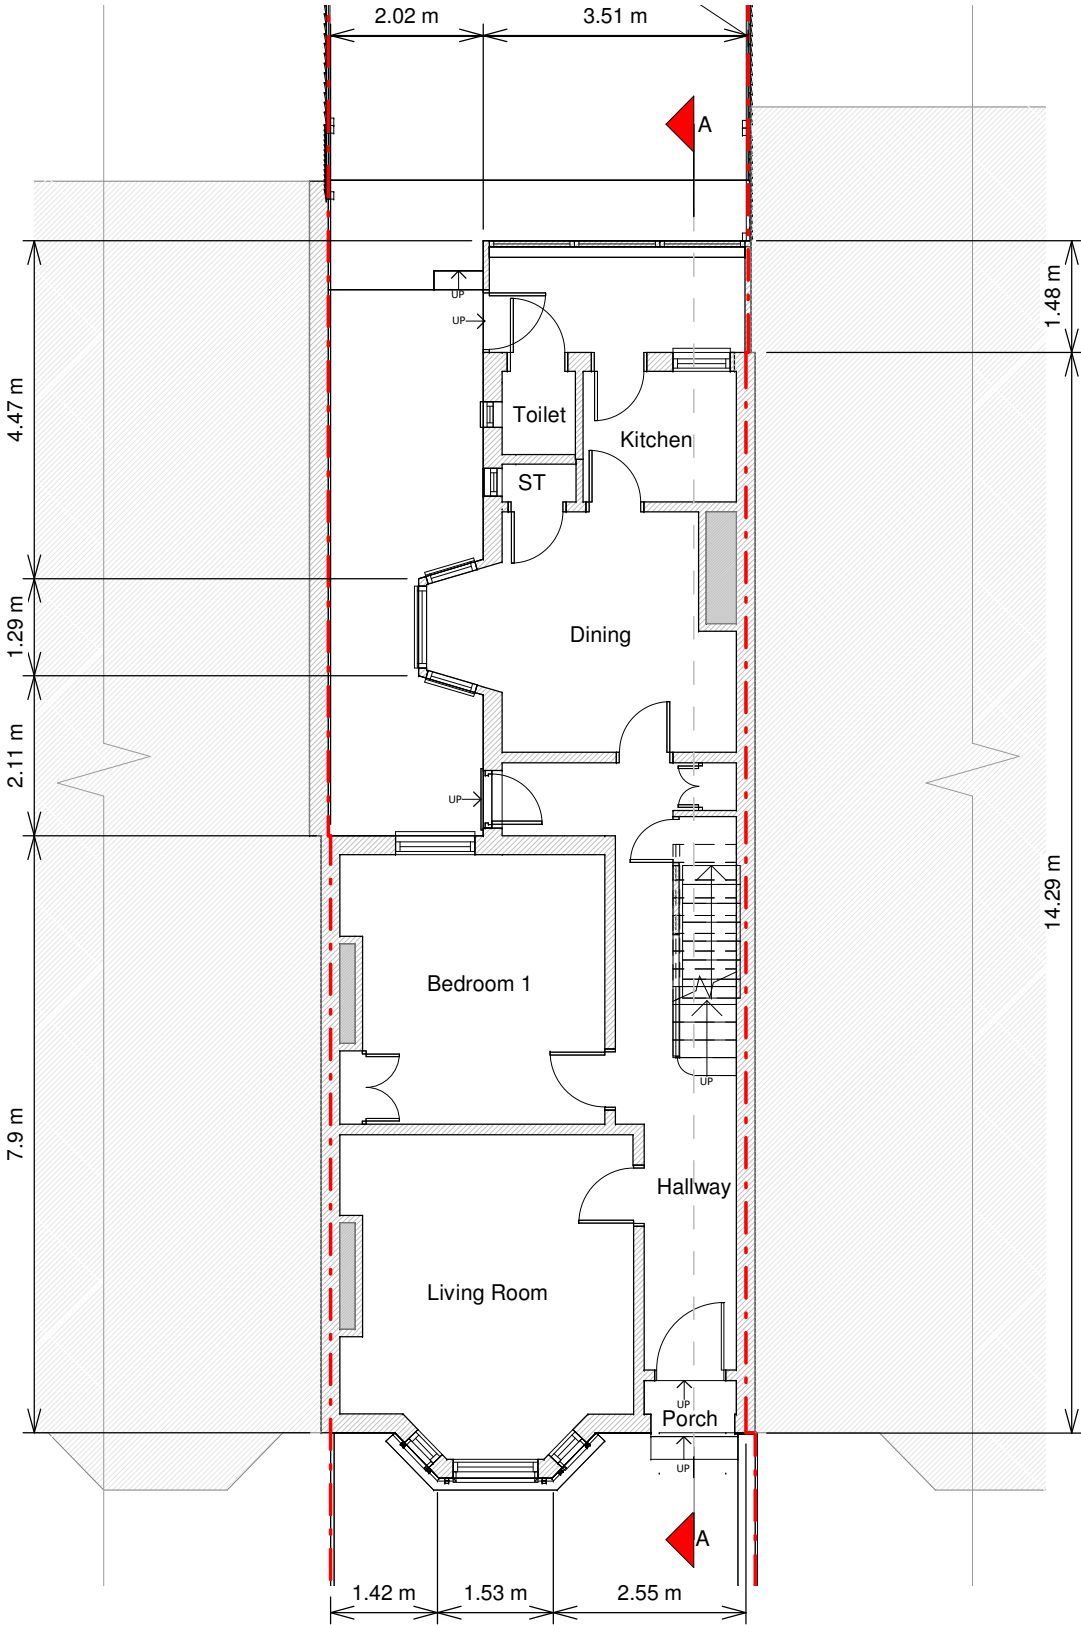 2.02 m
3.51 m
A
UP
UP
1.48 m
4.47 m
Toilet
Kitchen
ST
1.29 m
Dining
2.11 m
UP
14.29 m
Bedroom 1
UP
7.9 m
Hallway
Living Room
UP
Porch
UP
A
1.42 m
1.53 m
2.55 m